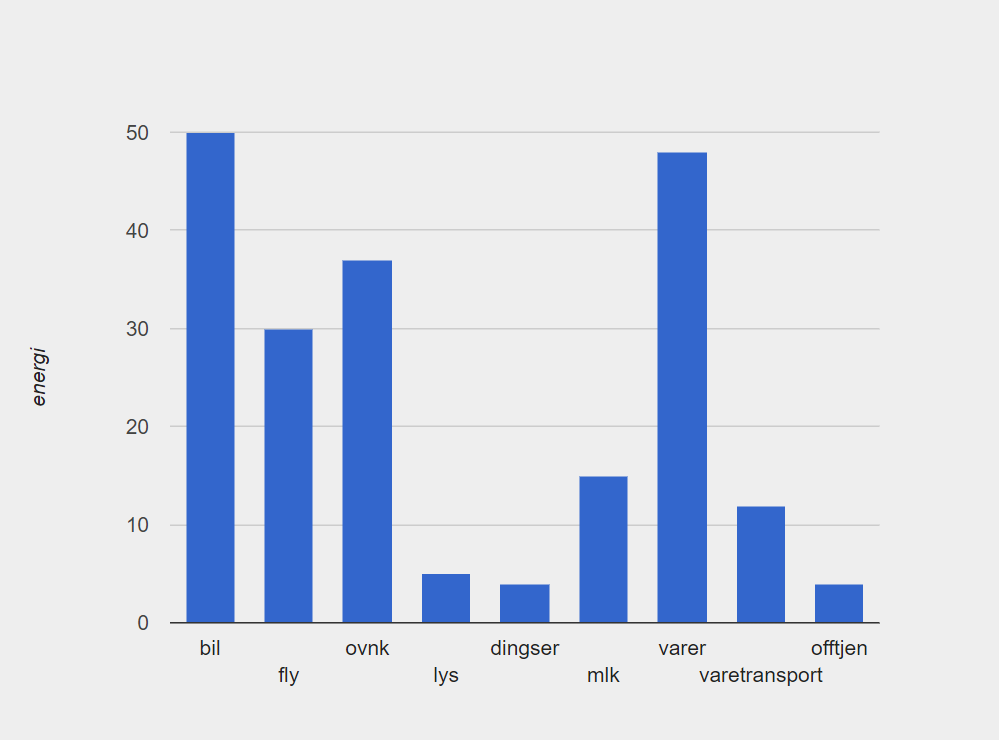 50
40
30
20
10
0
energi
bil
ovnk
dingser
varer
offtjen
fly
lys
mlk
varetransport